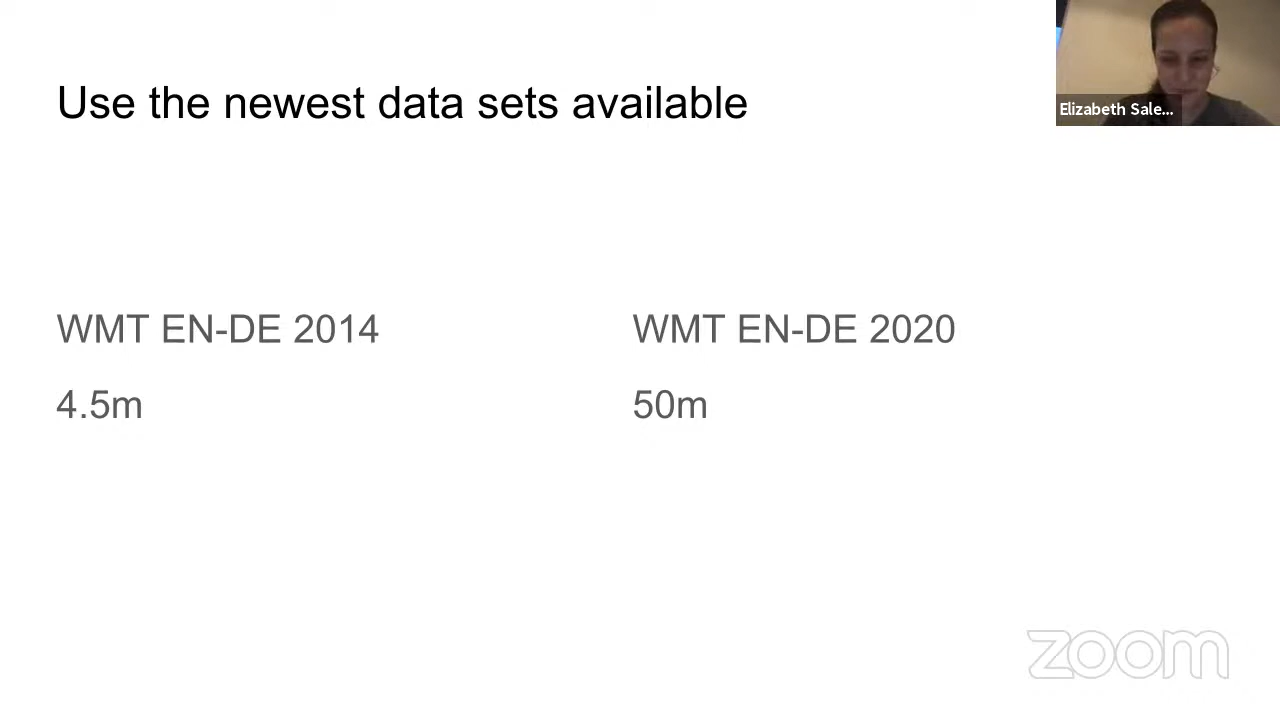 Use the newest data sets available
Elizabeth Sale...
WMT EN-DE 2014
4.5m
WMT EN-DE 2020
50m
zoom